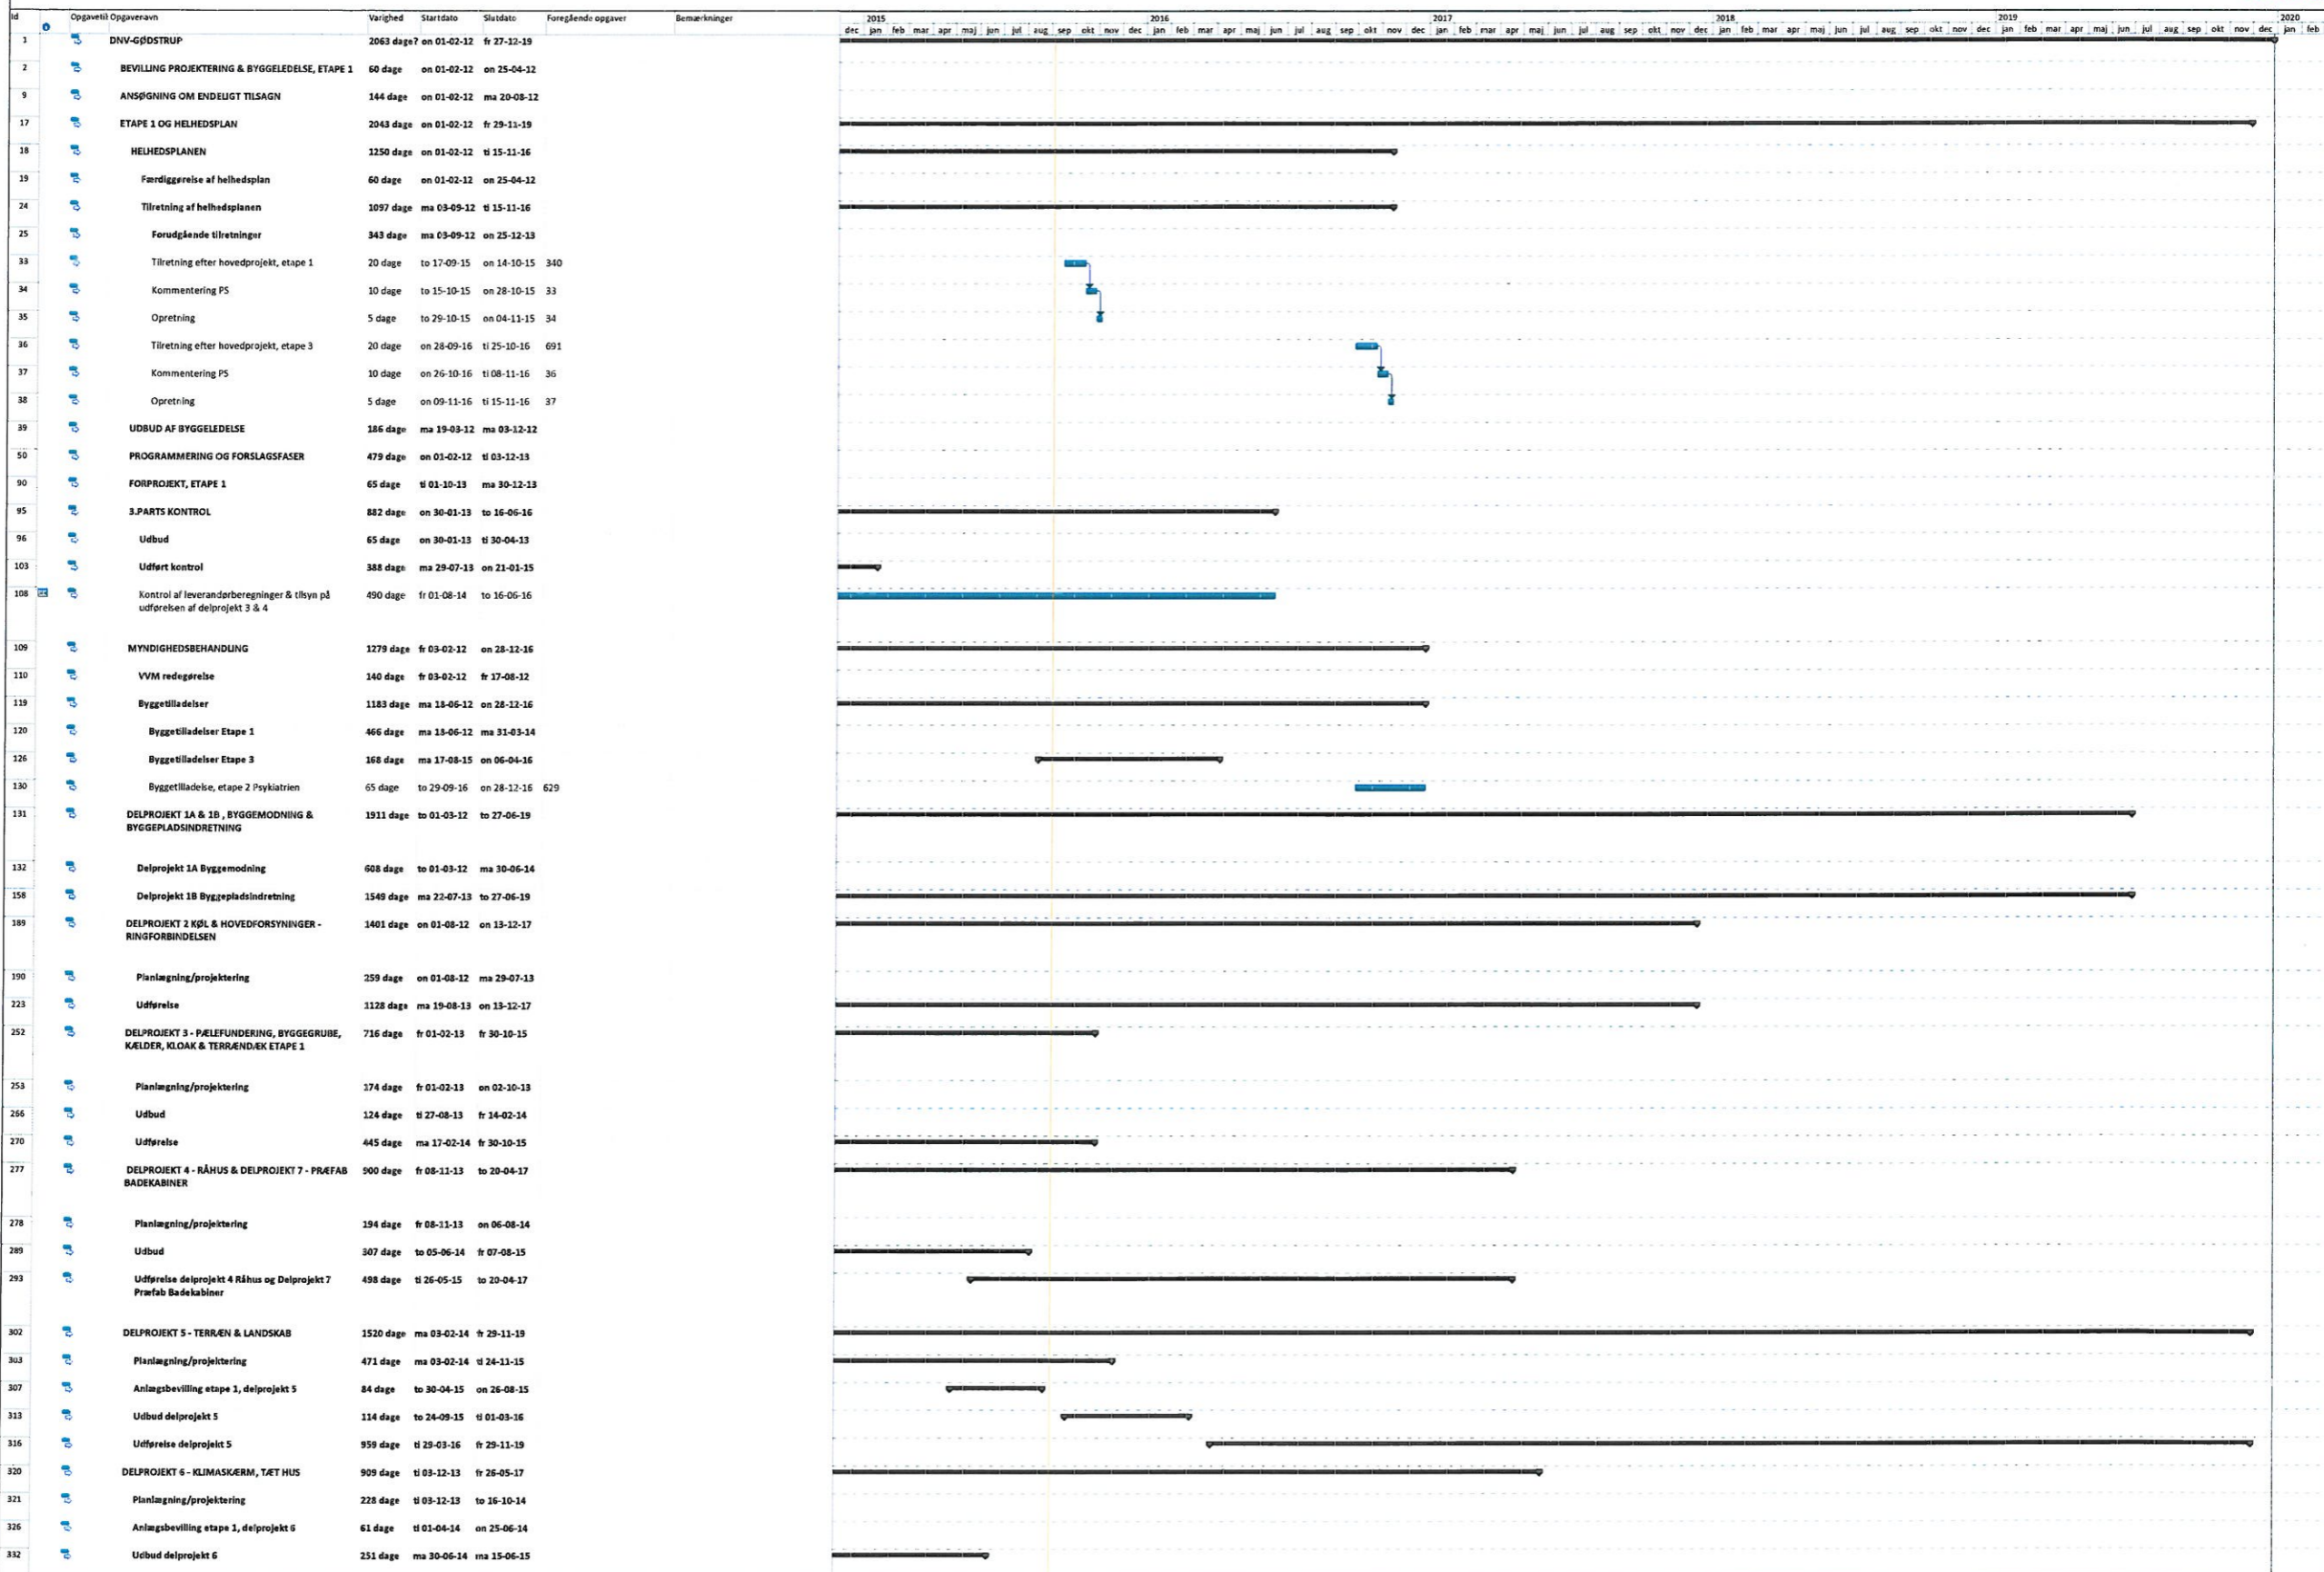 Id Opgavetil Opgavenavn Varighed Startdato Slutdato Foregående opgaver Bemærkninger 2015 2016 2017 2018 2019 2020
dec jan feb mar apr maj jun jul aug sep okt nov dec jan feb mar apr maj jun jul aug sep okt nov dec jan feb mar apr maj jun jul aug sep okt nov dec jan feb mar apr maj jun jul aug sep okt nov dec jan feb mar apr maj jun jul aug sep okt nov dec jan feb
1 DNV-GØDSTRUP 2063 dage? on 01-02-12 fr 27-12-19
2 BEVILLING PROJEKTERING & BYGGELEDELSE, ETAPE 1 60 dage on 01-02-12 on 25-04-12
9 ANSØGNING OM ENDELIGT TILSAGN 144 dage on 01-02-12 ma 20-08-12
17 ETAPE 1 OG HELHEDSPLAN 2043 dage on 01-02-12 fr 29-11-19
18 HELHEDSPLANEN 1250 dage on 01-02-12 ti 15-11-16
19 Færdiggørelse af helhedsplan 60 dage on 01-02-12 on 25-04-12
24 Tilretning af helhedsplanen 1097 dage ma 03-09-12 ti 15-11-16
25 Forudgående tilretninger 343 dage ma 03-09-12 on 25-12-13
33 Tilretning efter hovedprojekt, etape 1 20 dage to 17-09-15 on 14-10-15 340
34 Kommentering PS 10 dage to 15-10-15 on 28-10-15 33
35 Opretning 5 dage to 29-10-15 on 04-11-15 34
36 Tilretning efter hovedprojekt, etape 3 20 dage on 28-09-16 ti 25-10-16 691
37 Kommentering PS 10 dage on 26-10-16 ti 08-11-16 36
38 Opretning 5 dage on 09-11-16 ti 15-11-16 37
39 UDBUD AF BYGGELEDELSE 186 dage ma 19-03-12 ma 03-12-12
50 PROGRAMMERING OG FORSLAGSFASER 479 dage on 01-02-12 ti 03-12-13
90 FORPROJEKT, ETAPE 1 65 dage ti 01-10-13 ma 30-12-13
95 3.PARTS KONTROL 882 dage on 30-01-13 to 16-06-16
96 Udbud 65 dage on 30-01-13 ti 30-04-13
103 Udført kontrol 388 dage ma 29-07-13 on 21-01-15
108 Kontrol af leverandørberegninger & tilsyn på 490 dage fr 01-08-14 to 16-06-16
udførelsen af delprojekt 3 & 4
109 MYNDIGHEDSBEHANDLING 1279 dage fr 03-02-12 on 28-12-16
110 VVM redegørelse 140 dage fr 03-02-12 fr 17-08-12
119 Byggetilladelser 1183 dage ma 18-06-12 on 28-12-16
120 Byggetilladelser Etape 1 466 dage ma 18-06-12 ma 31-03-14
126 Byggetilladelser Etape 3 168 dage ma 17-08-15 on 06-04-16
130 Byggetilladelse, etape 2 Psykiatrien 65 dage to 29-09-16 on 28-12-16 629
131 DELPROJEKT 1A & 1B , BYGGEMODNING & 1911 dage to 01-03-12 to 27-06-19
BYGGEPLADSINDRETNING
132 Delprojekt 1A Byggemodning 608 dage to 01-03-12 ma 30-06-14
158 Delprojekt 1B Byggepladsindretning 1549 dage ma 22-07-13 to 27-06-19
189 DELPROJEKT 2 KØL & HOVEDFORSYNINGER - 1401 dage on 01-08-12 on 13-12-17
RINGFORBINDELSEN
190 Planlægning/projektering 259 dage on 01-08-12 ma 29-07-13
223 Udførelse 1128 dage ma 19-08-13 on 13-12-17
252 DELPROJEKT 3 - PÆLEFUNDERING, BYGGEGRUBE, 716 dage fr 01-02-13 fr 30-10-15
KÆLDER, KLOAK & TERRÆNDÆK ETAPE 1
253 Planlægning/projektering 174 dage fr 01-02-13 on 02-10-13
266 Udbud 124 dage ti 27-08-13 fr 14-02-14
270 Udførelse 445 dage ma 17-02-14 fr 30-10-15
277 DELPROJEKT 4 - RÅHUS & DELPROJEKT 7 - PRÆFAB 900 dage fr 08-11-13 to 20-04-17
BADEKABINER
278 Planlægning/projektering 194 dage fr 08-11-13 on 06-08-14
289 Udbud 307 dage to 05-06-14 fr 07-08-15
293 Udførelse delprojekt 4 Råhus og Delprojekt 7 498 dage ti 26-05-15 to 20-04-17
Præfab Badekabiner
302 DELPROJEKT 5 - TERRÆN & LANDSKAB 1520 dage ma 03-02-14 fr 29-11-19
303 Planlægning/projektering 471 dage ma 03-02-14 ti 24-11-15
307 Anlægsbevilling etape 1, delprojekt 5 84 dage to 30-04-15 on 26-08-15
313 Udbud delprojekt 5 114 dage to 24-09-15 ti 01-03-16
316 Udførelse delprojekt 5 959 dage ti 29-03-16 fr 29-11-19
320 DELPROJEKT 6 - KLIMASKÆRM, TÆT HUS 909 dage ti 03-12-13 fr 26-05-17
321 Planlægning/projektering 228 dage ti 03-12-13 to 16-10-14
326 Anlægsbevilling etape 1, delprojekt 6 61 dage ti 01-04-14 on 25-06-14
332 Udbud delprojekt 6 251 dage ma 30-06-14 ma 15-06-15